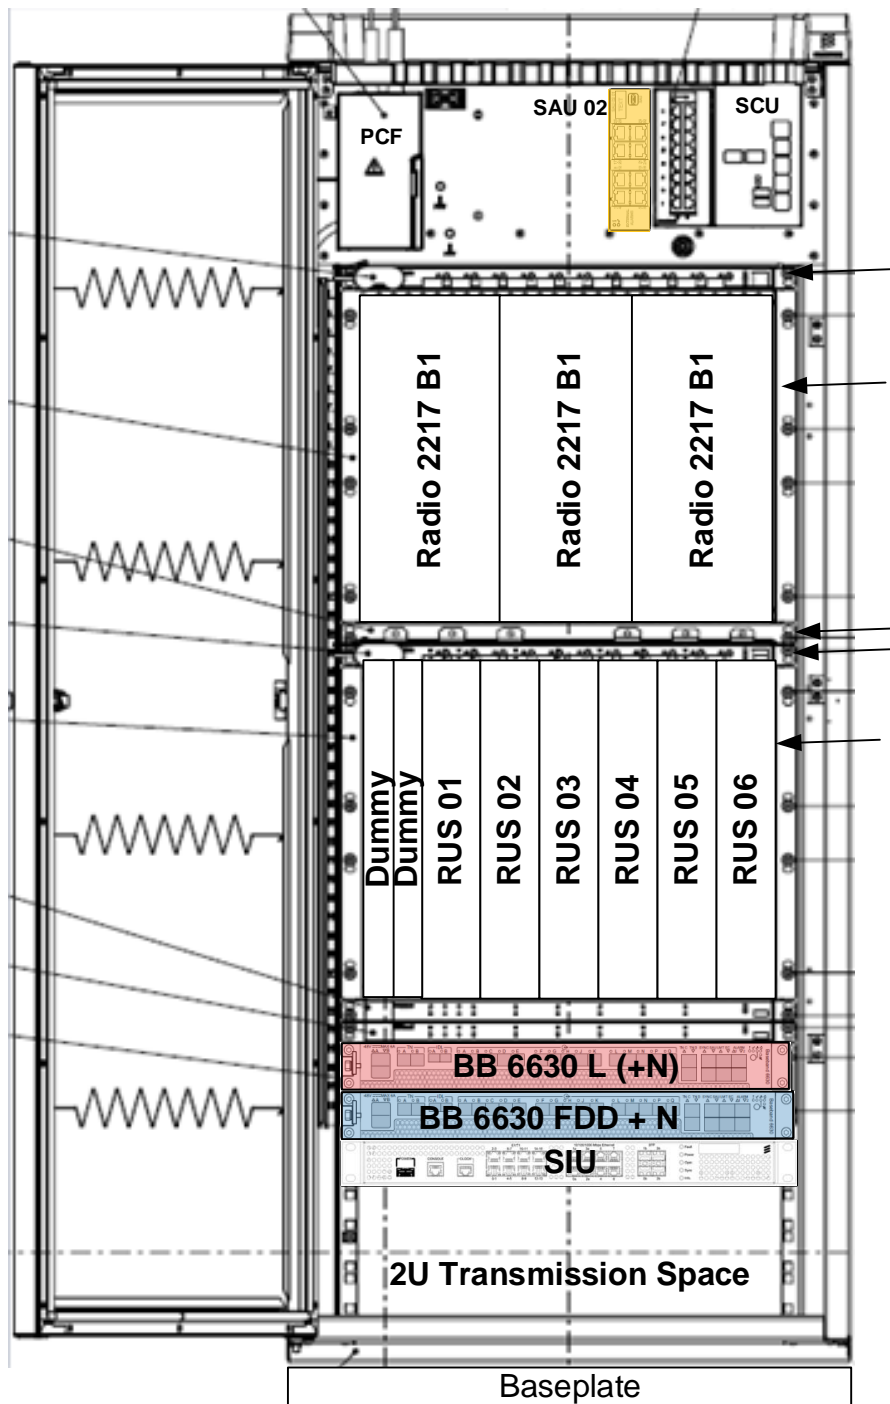 SAU 02
SCU
PCF
Radio 2217 B1
Radio 2217 B1
Radio 2217 B1
Dummy
Dummy
RUS 01
RUS 02
RUS 03
RUS 04
RUS 05
RUS 06
BB 6630 L (+N)
BB 6630 FDD + N
SIU
2U Transmission Space
Baseplate